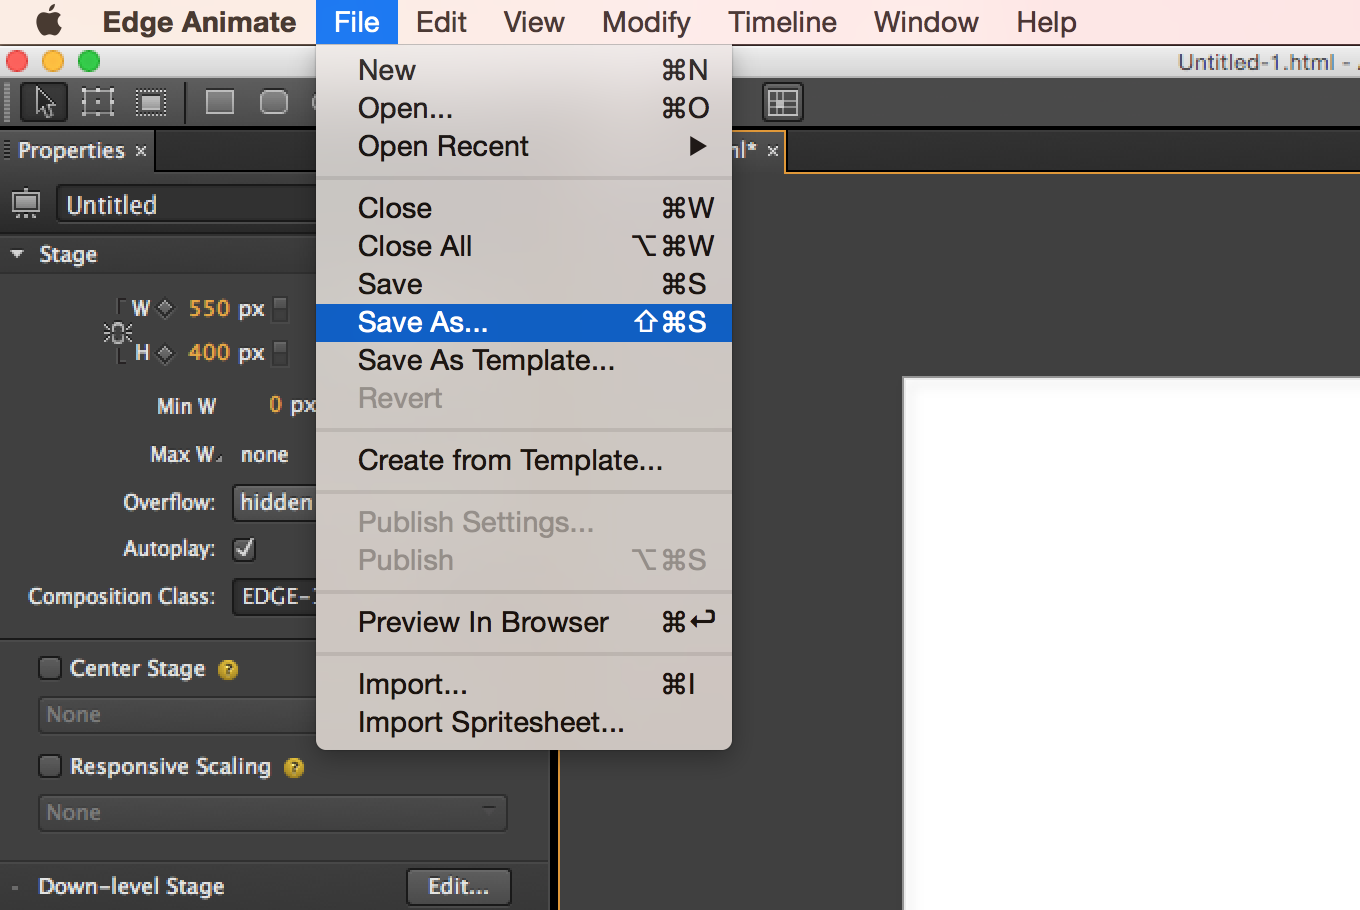 Edge Animate File Edit View Modify Timeline Window Help
Untitled-1.html -
New ⌘N
Open... ⌘O
Open Recent ▶
Properties ×
×
Untitled
Close ⌘W
Close All ⌥⌘W
Stage
Save ⌘S
W 550 px
Save As... ⇧⌘S
H 400 px
Save As Template...
Revert
Min W 0 px
Max W none
Create from Template...
Overflow: hidden
Publish Settings...
Autoplay:
Publish ⌥⌘S
Composition Class: EDGE-
Preview In Browser ⌘↩
Center Stage ?
Import... ⌘I
None
Import Spritesheet...
Responsive Scaling ?
None
Down-level Stage Edit...